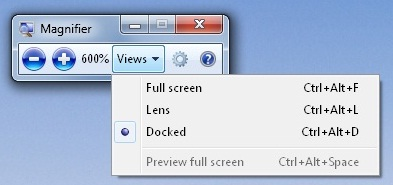 Magnifier
600% Views
Full screen Ctrl+Alt+F
Lens Ctrl+Alt+L
Docked Ctrl+Alt+D
Preview full screen Ctrl+Alt+Space